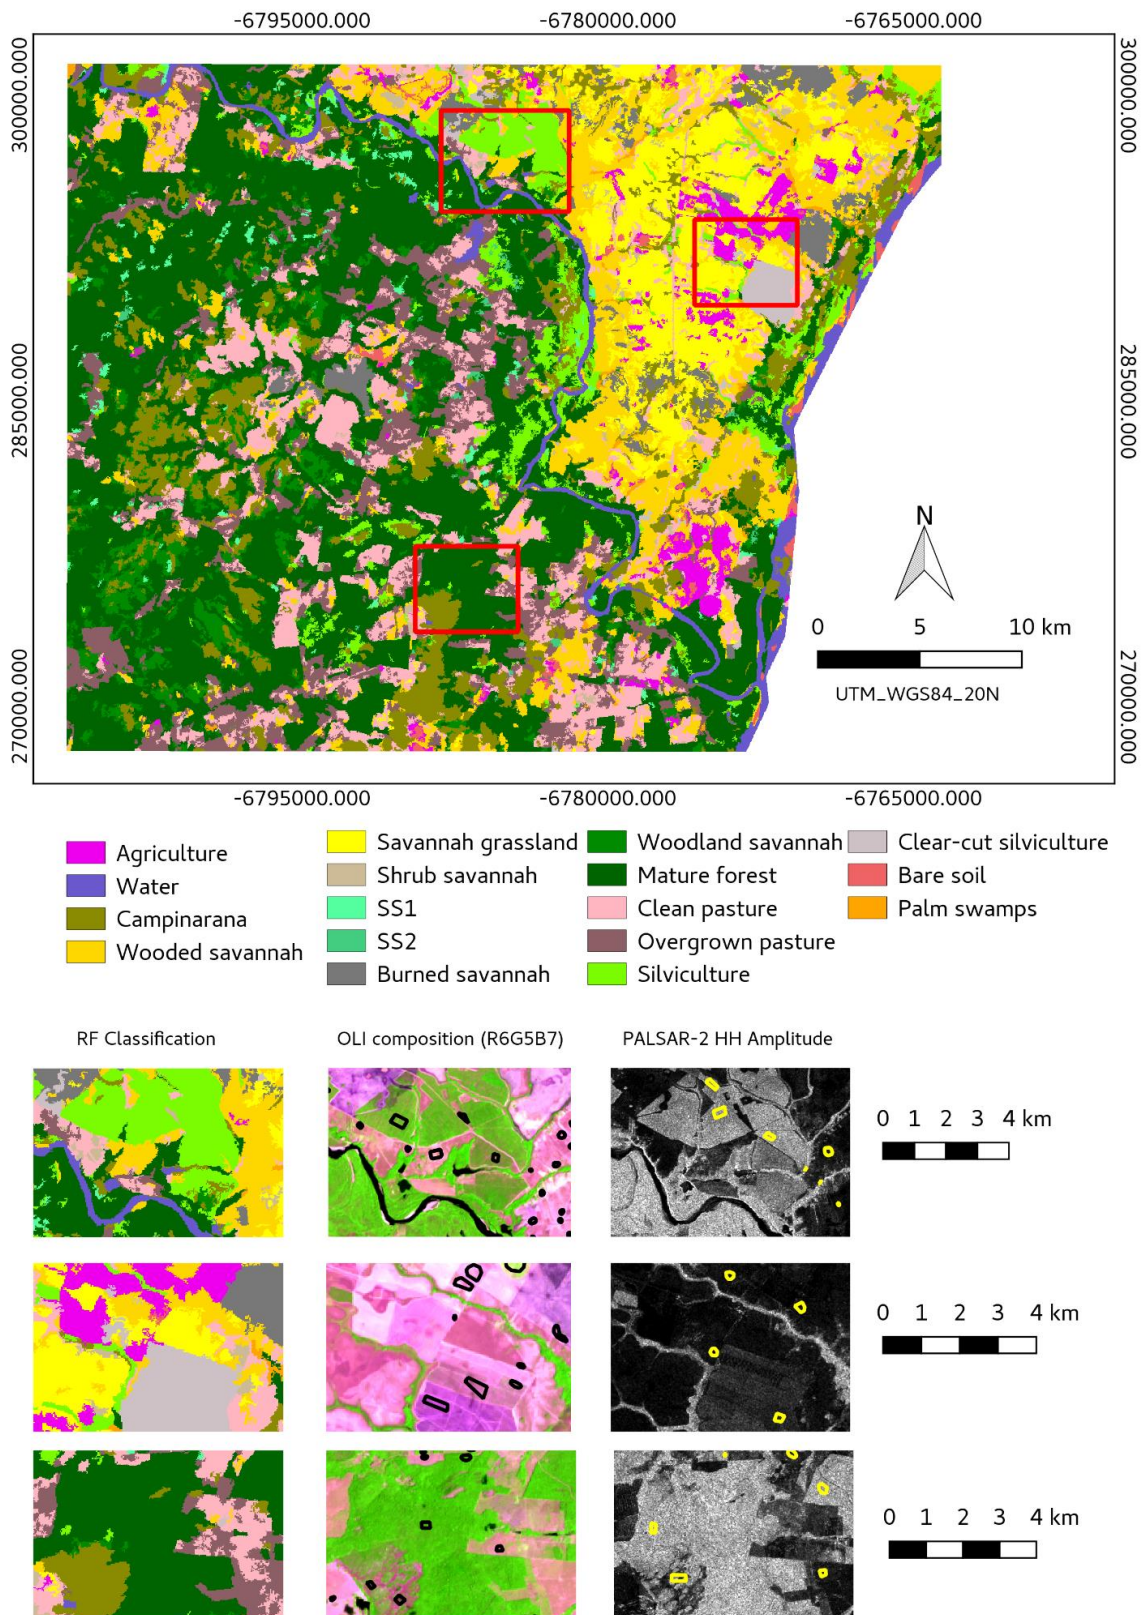 -6795000.000 -6780000.000 -6765000.000
300000.000 300000.000
285000.000 285000.000
270000.000 270000.000
N
0 5 10 km
UTM_WGS84_20N
-6795000.000 -6780000.000 -6765000.000
Agriculture
Water
Campinarana
Wooded savannah
Savannah grassland
Shrub savannah
SS1
SS2
Burned savannah
Woodland savannah
Mature forest
Clean pasture
Overgrown pasture
Silviculture
Clear-cut silviculture
Bare soil
Palm swamps
RF Classification OLI composition (R6G5B7) PALSAR-2 HH Amplitude
0 1 2 3 4 km
0 1 2 3 4 km
0 1 2 3 4 km